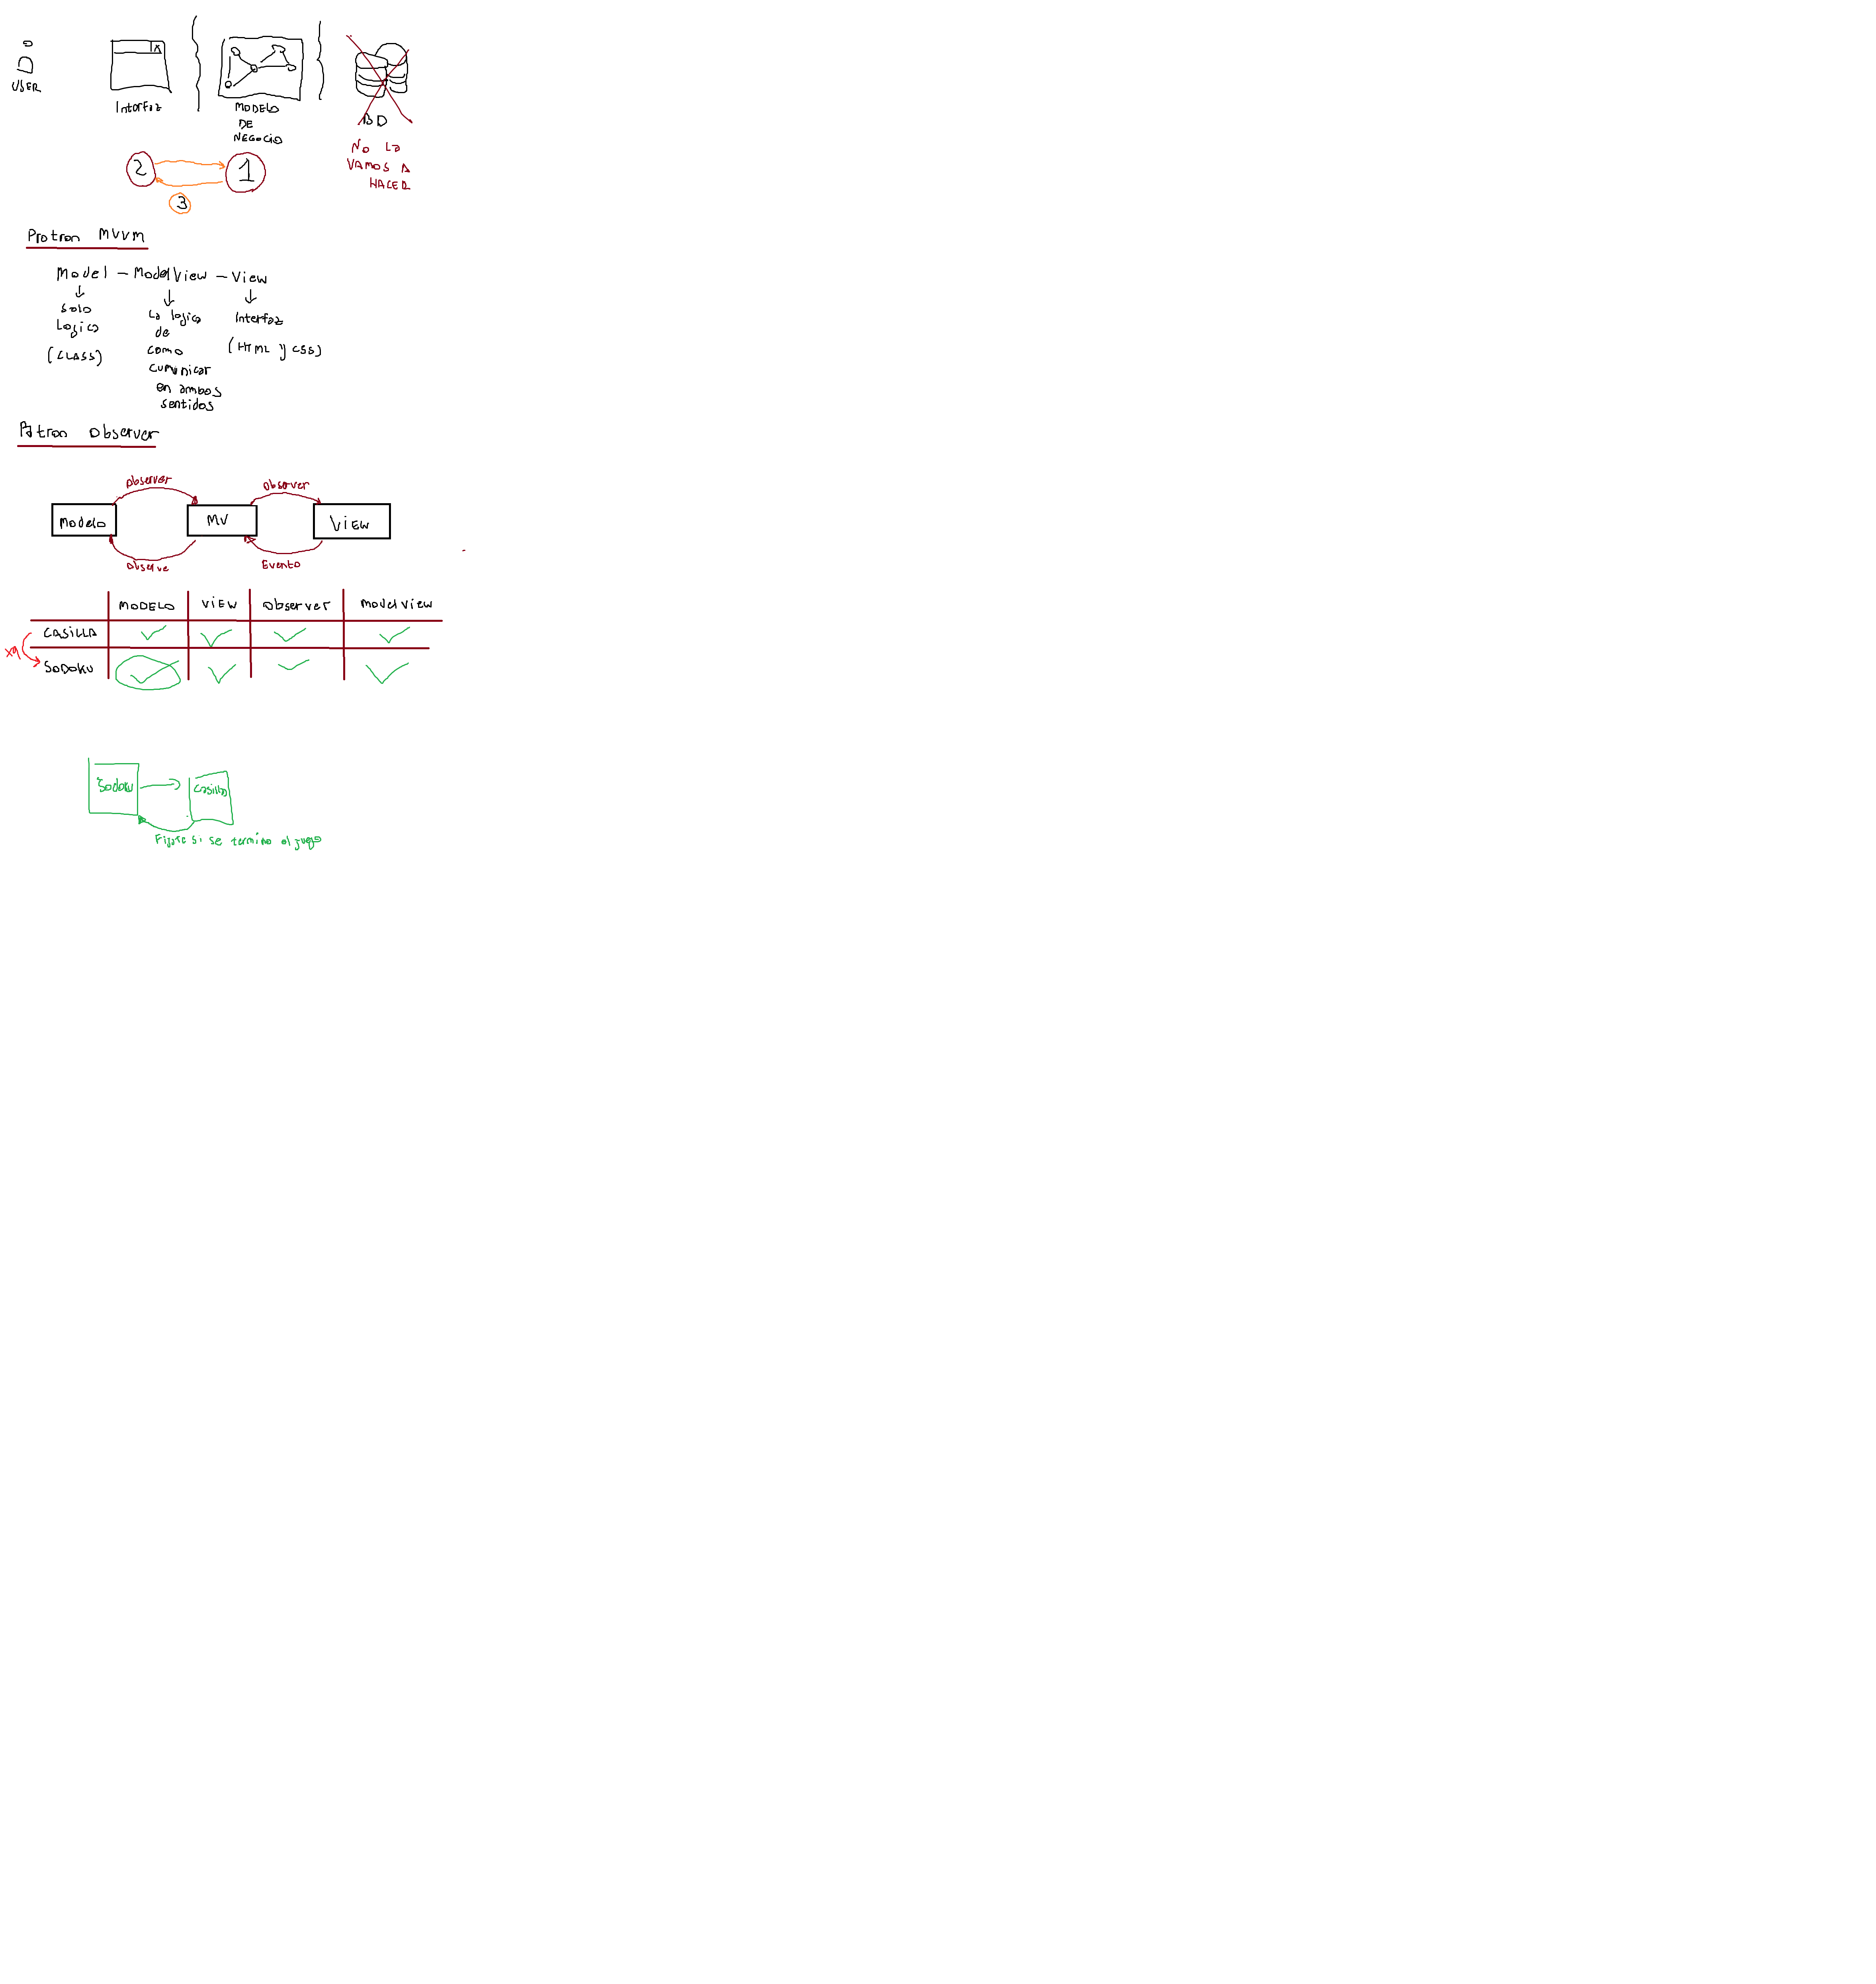 USER
Interfaz
MODELO
DE
NEGOCIO
BD
No La
VAMOS A
HACER
2
1
3
Patron MVVM
Model - ModelView - View
solo
Logica
(CLASS)
La logica
de
como
cumunicar
en ambos
sentidos
Interfaz
(HTML y CSS)
Patron Observer
observer
observer
Modelo
MV
ViEW
observe
Evento
MODELO
ViEW
observer
modelview
CASiLLA
x9
SODOKU
Sodoku
Casilla
Fijate si se termino el juego